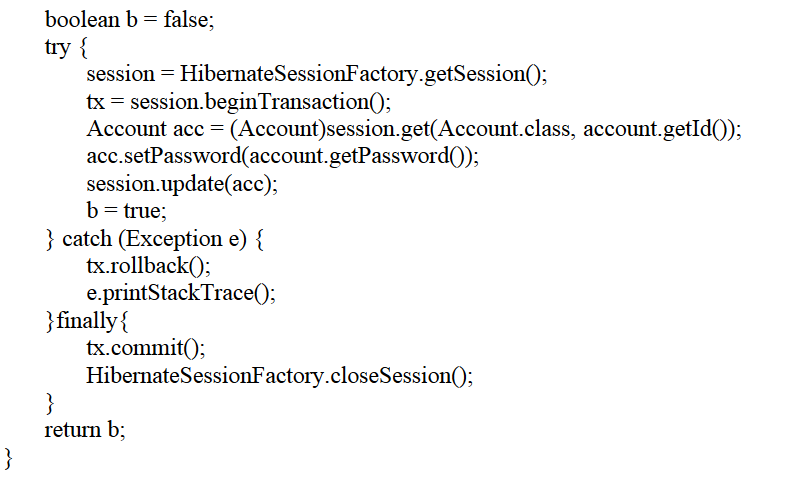 boolean b = false;
try {
session = HibernateSessionFactory.getSession();
tx = session.beginTransaction();
Account acc = (Account)session.get(Account.class, account.getId());
acc.setPassword(account.getPassword());
session.update(acc);
b = true;
} catch (Exception e) {
tx.rollback();
e.printStackTrace();
}finally{
tx.commit();
HibernateSessionFactory.closeSession();
}
return b;
}